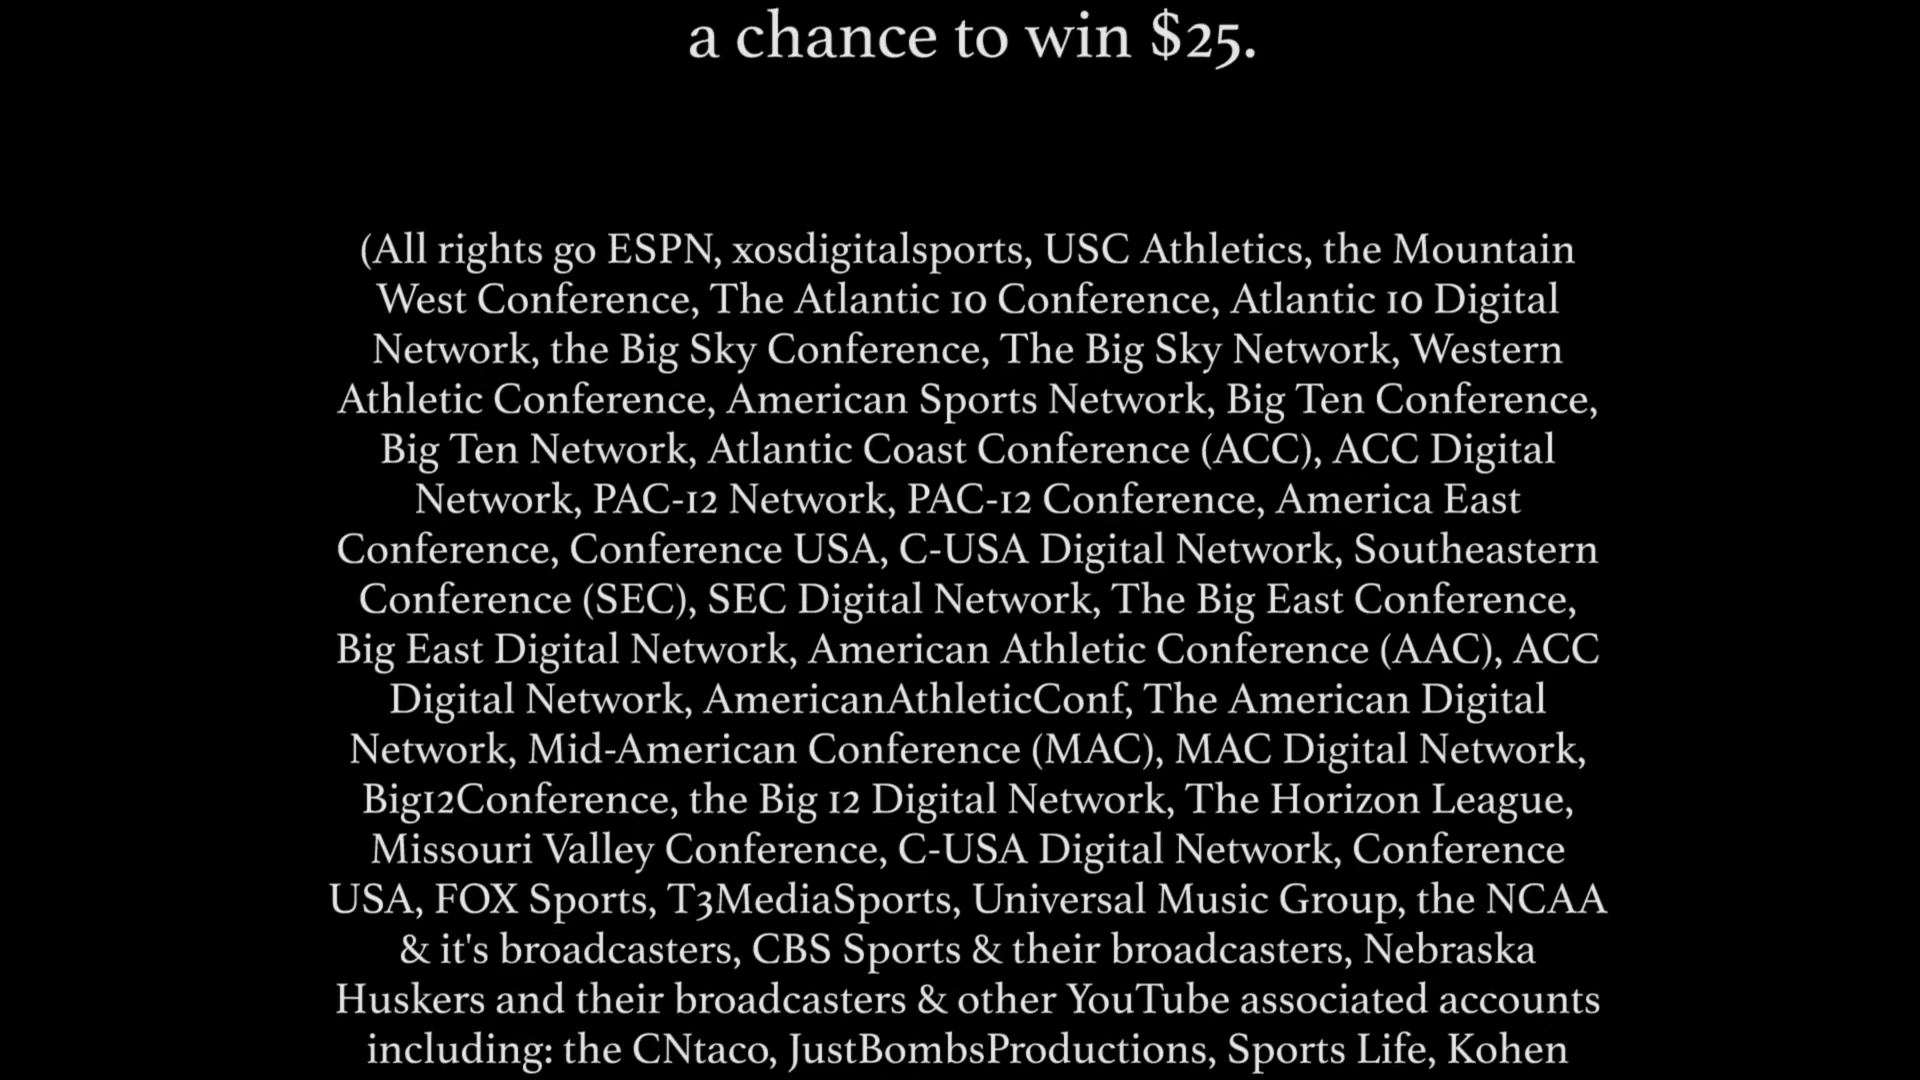 a chance to win $25.
(All rights go ESPN, xosdigitalsports, USC Athletics, the Mountain
West Conference, The Atlantic 10 Conference, Atlantic 10 Digital
Network, the Big Sky Conference, The Big Sky Network, Western
Athletic Conference, American Sports Network, Big Ten Conference,
Big Ten Network, Atlantic Coast Conference (ACC), ACC Digital
Network, PAC-12 Network, PAC-12 Conference, America East
Conference, Conference USA, C-USA Digital Network, Southeastern
Conference (SEC), SEC Digital Network, The Big East Conference,
Big East Digital Network, American Athletic Conference (AAC), ACC
Digital Network, AmericanAthleticConf, The American Digital
Network, Mid-American Conference (MAC), MAC Digital Network,
Big12Conference, the Big 12 Digital Network, The Horizon League,
Missouri Valley Conference, C-USA Digital Network, Conference
USA, FOX Sports, T3MediaSports, Universal Music Group, the NCAA
& it's broadcasters, CBS Sports & their broadcasters, Nebraska
Huskers and their broadcasters & other YouTube associated accounts
including: the CNtaco, JustBombsProductions, Sports Life, Kohen